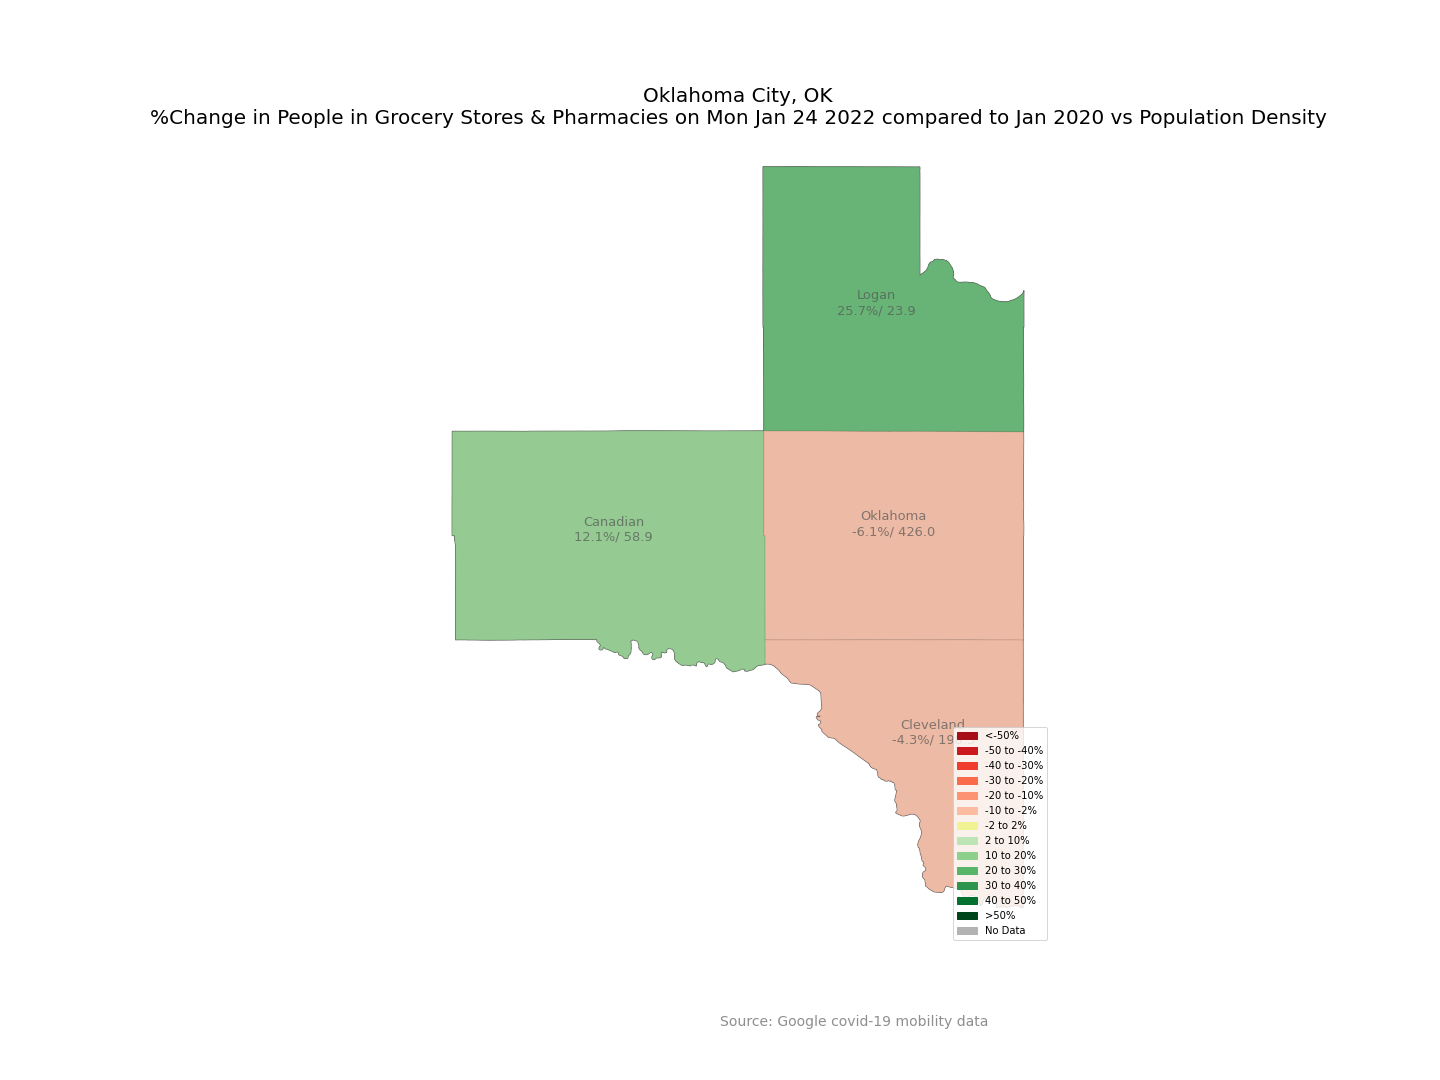 Oklahoma City, OK
%Change in People in Grocery Stores & Pharmacies on Mon Jan 24 2022 compared to Jan 2020 vs Population Density
Logan
25.7%/ 23.9
Canadian
12.1%/ 58.9
Oklahoma
-6.1%/ 426.0
Cleveland
-4.3%/
<-50%
-50 to -40%
-40 to -30%
-30 to -20%
-20 to -10%
-10 to -2%
-2 to 2%
2 to 10%
10 to 20%
20 to 30%
30 to 40%
40 to 50%
>50%
No Data
Source: Google covid-19 mobility data